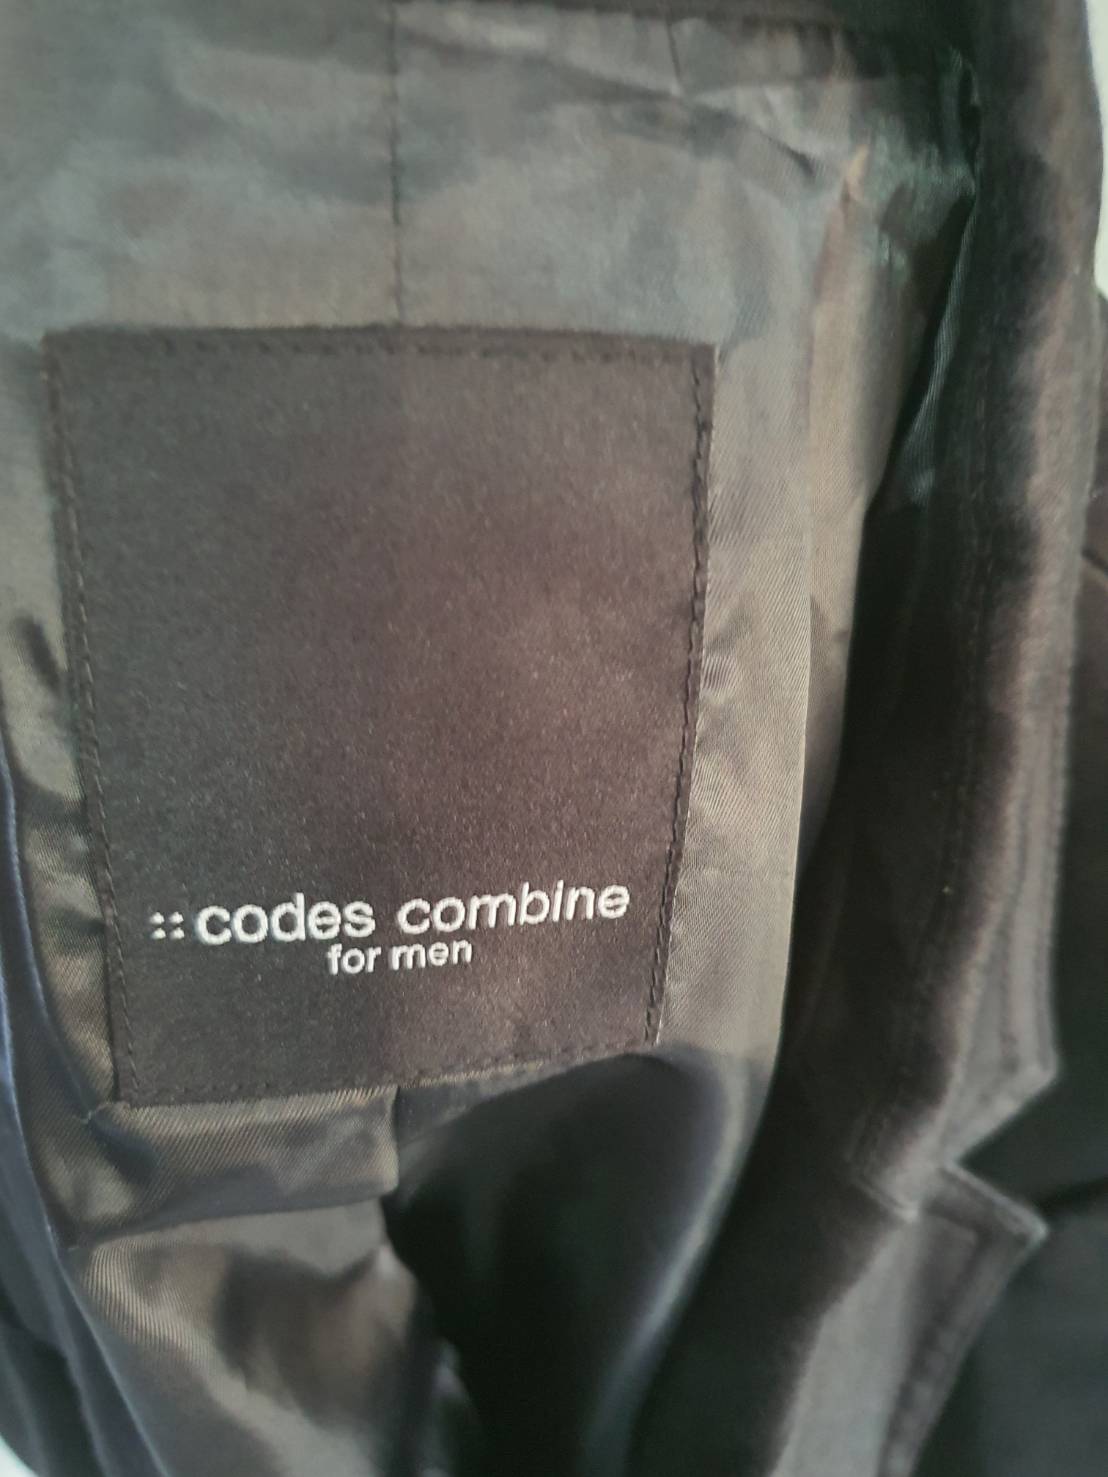 ::codes combine
for men